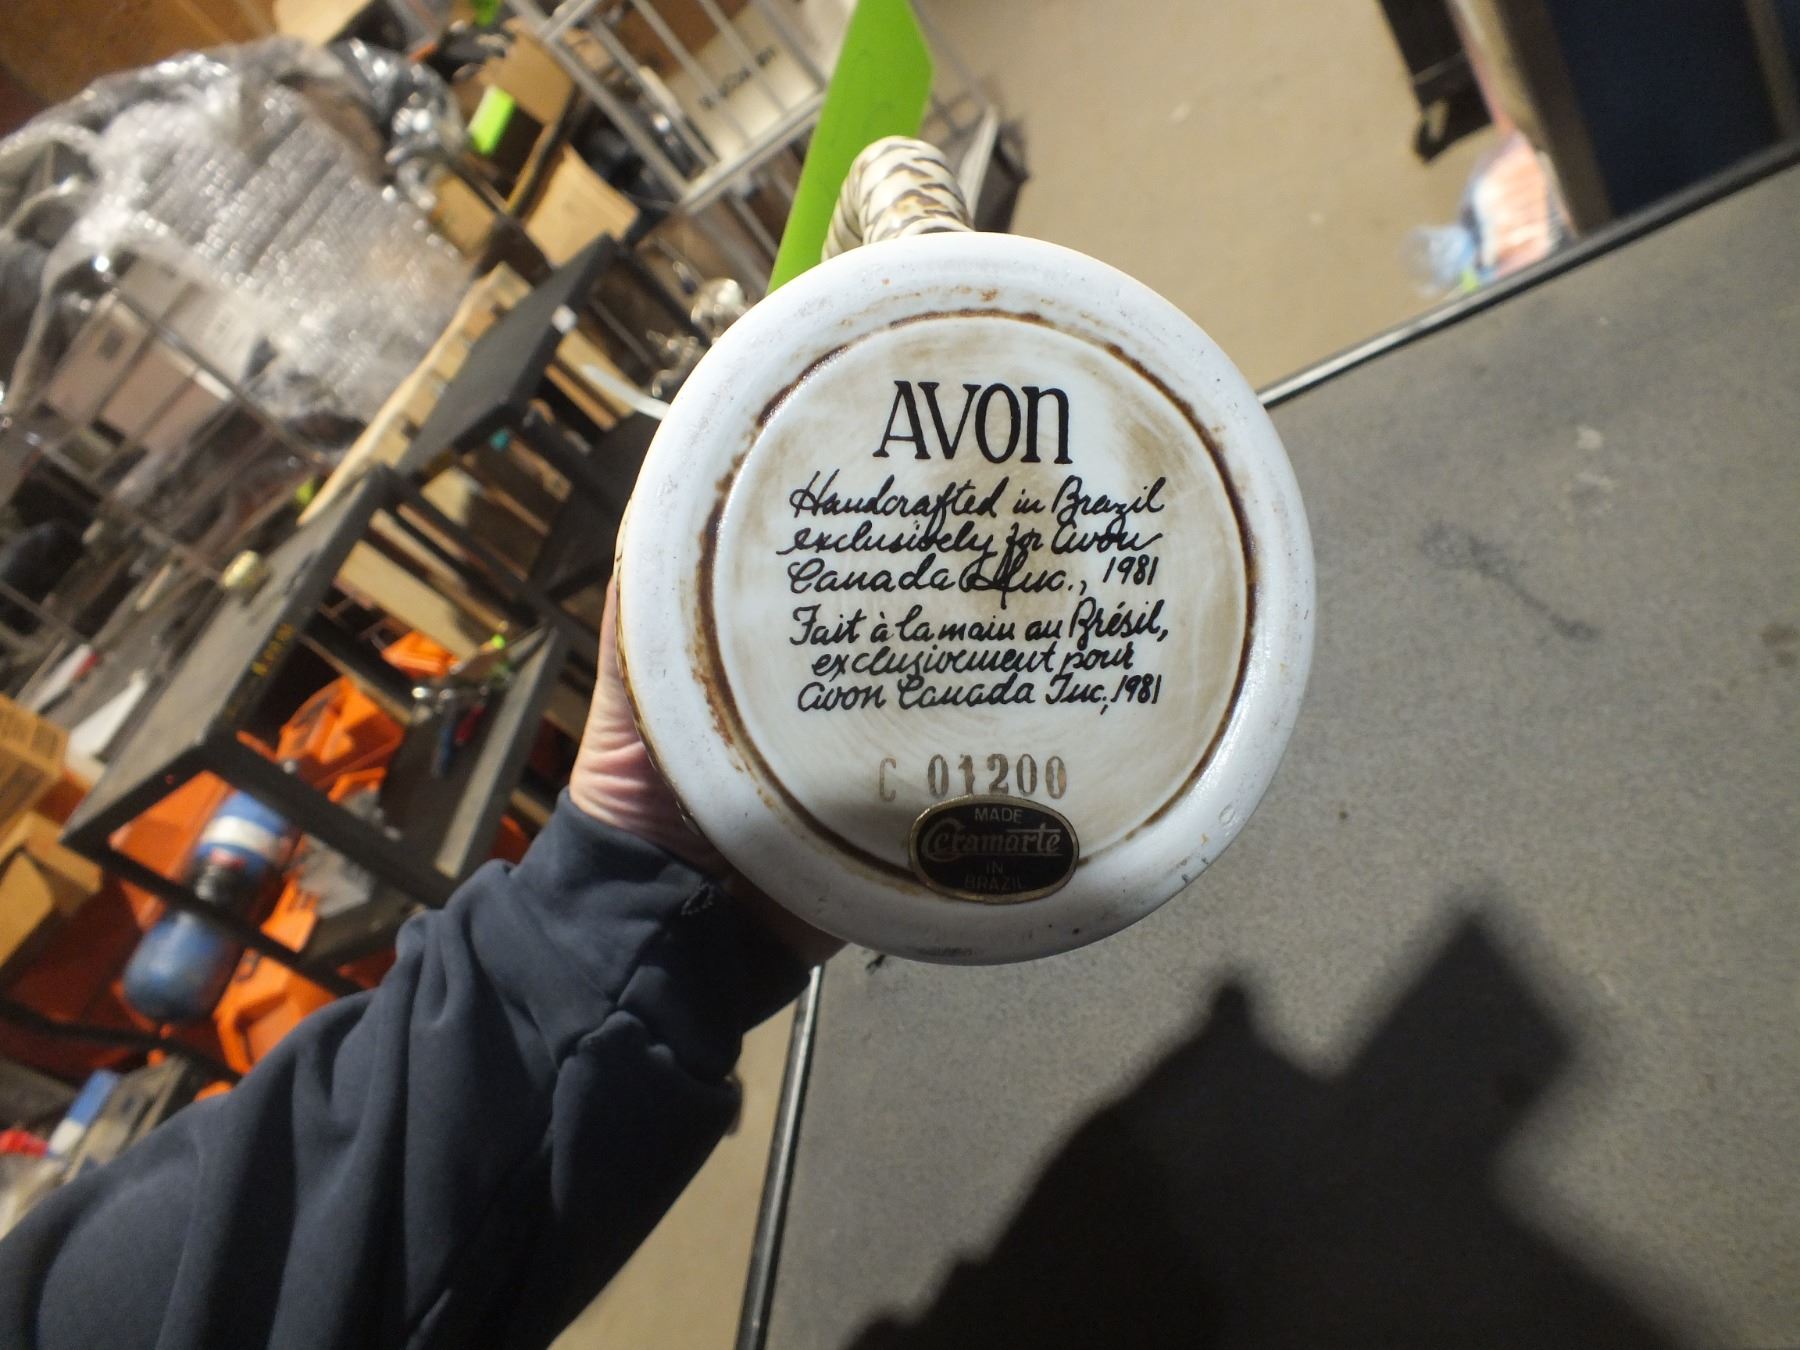 AVON
Handcrafted in Brazil
exclusively for Avon
Canada Inc., 1981
Fait à la main au Brésil,
exclusivement pour
Avon Canada Inc, 1981
C 01200
MADE
Ceramarte
IN
BRAZIL